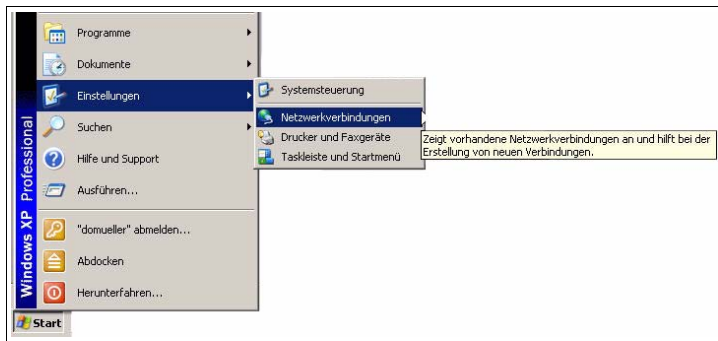 Programme
Dokumente
Einstellungen
Suchen
Hilfe und Support
Ausführen...
"domueller" abmelden...
Abdocken
Herunterfahren...
Windows XP Professional
Start
Systemsteuerung
Netzwerkverbindungen
Drucker und Faxgeräte
Taskleiste und Startmenü
Zeigt vorhandene Netzwerkverbindungen an und hilft bei der
Erstellung von neuen Verbindungen.